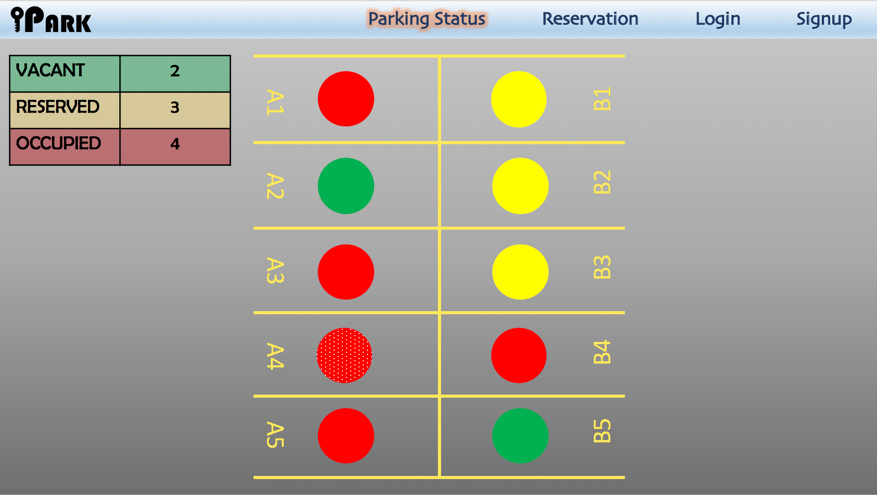 iPARK
Parking Status Reservation Login Signup
VACANT 2
RESERVED 3
OCCUPIED 4
A1 B1
A2 B2
A3 B3
A4 B4
A5 B5